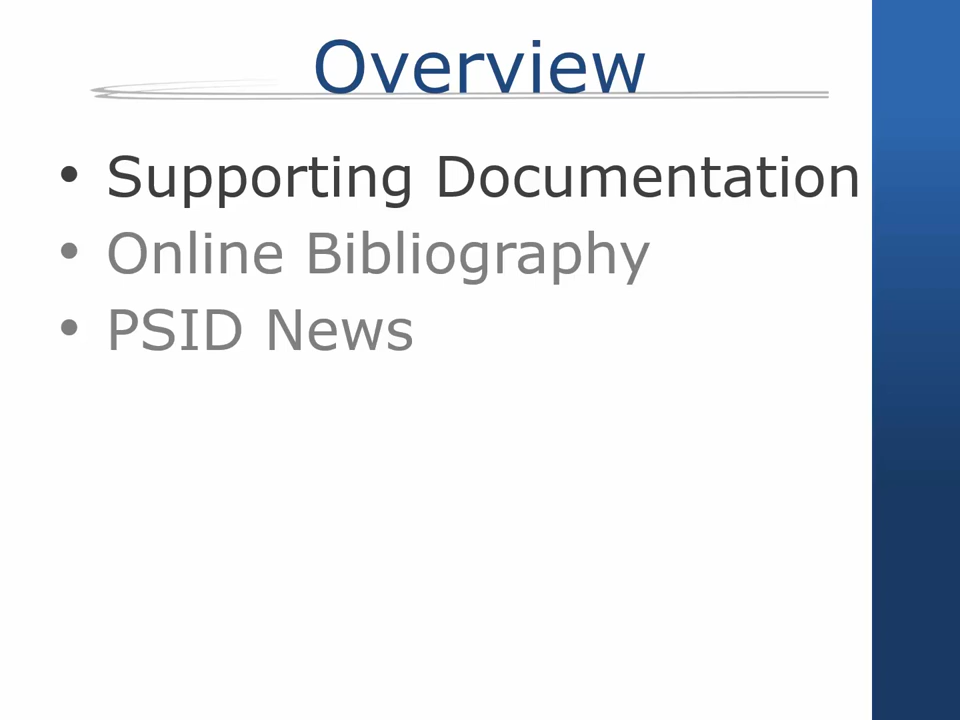 Overview
• Supporting Documentation
• Online Bibliography
• PSID News